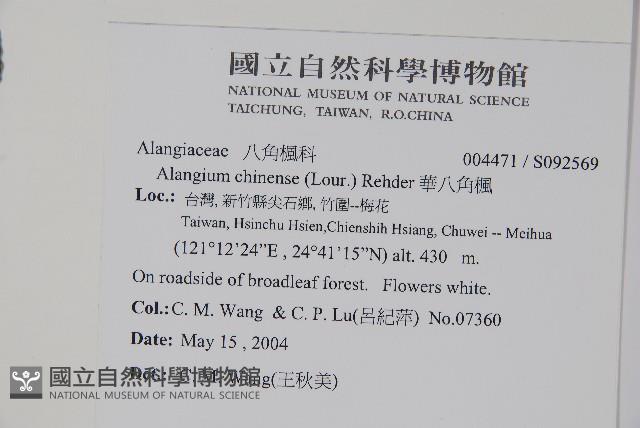 國立自然科學博物館
NATIONAL MUSEUM OF NATURAL SCIENCE
TAICHUNG, TAIWAN, R.O.CHINA
Alangiaceae 八角楓科 004471 / S092569
Alangium chinense (Lour.) Rehder 華八角楓
Loc.: 台灣, 新竹縣尖石鄉, 竹圍--梅花
Taiwan, Hsinchu Hsien,Chienshih Hsiang, Chuwei -- Meihua
(121°12'24"E , 24°41'15"N) alt. 430 m.
On roadside of broadleaf forest. Flowers white.
Col.: C. M. Wang & C. P. Lu(呂紀萍) No.07360
Date: May 15 , 2004
(王秋美)
國立自然科學博物館
NATIONAL MUSEUM OF NATURAL SCIENCE